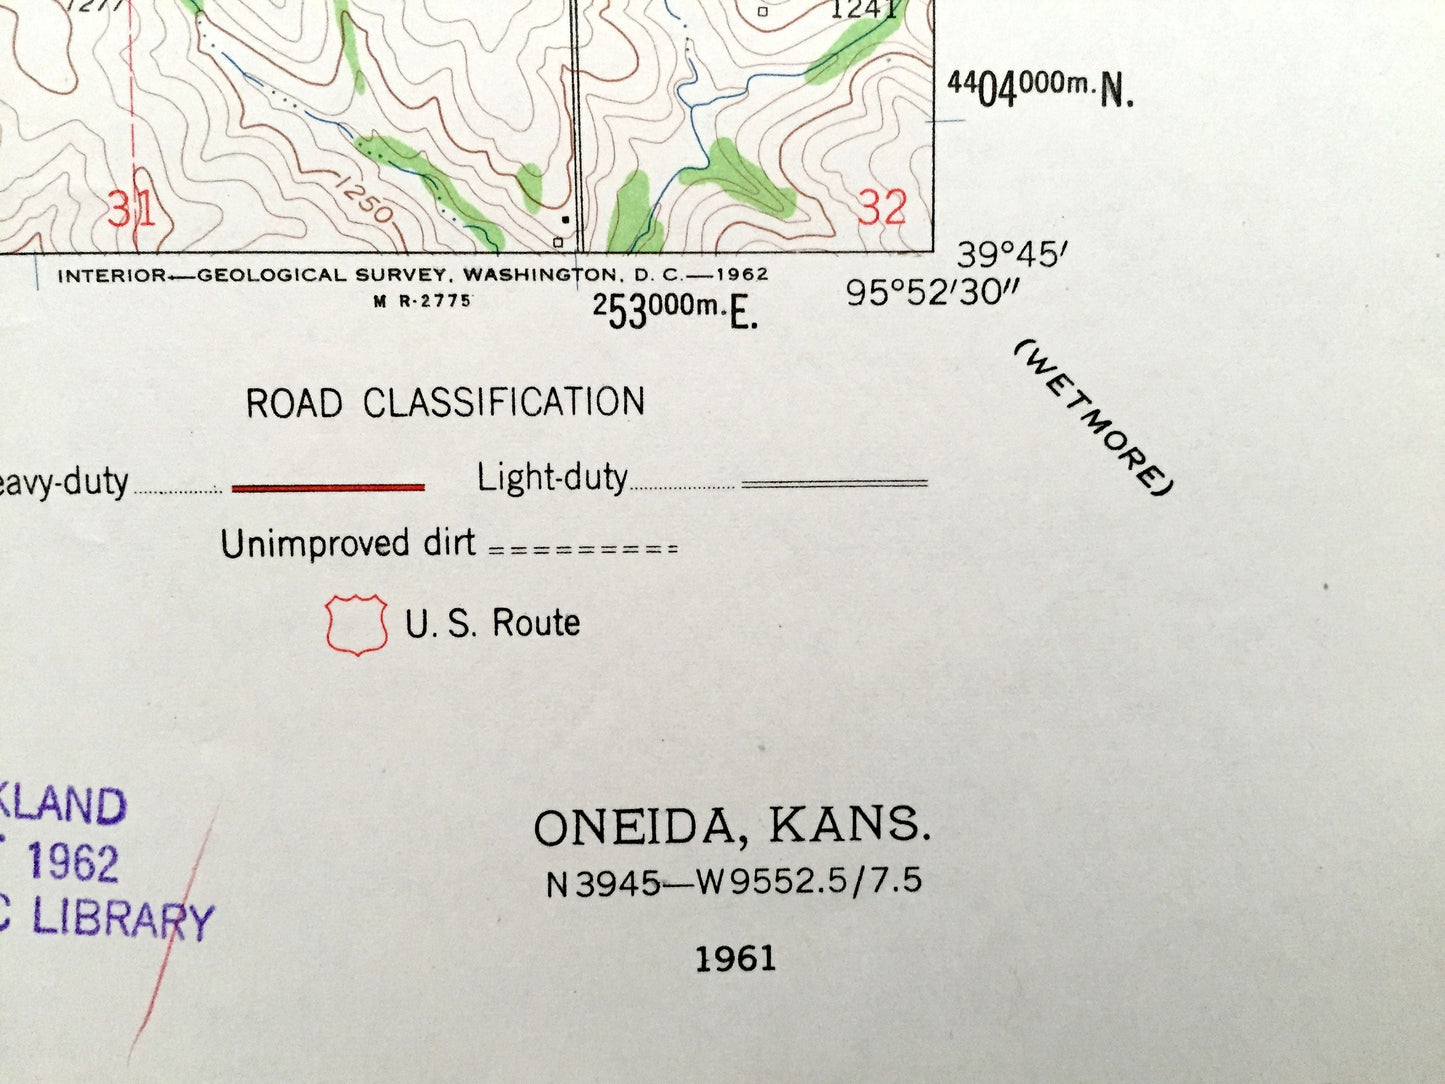 1277
1241
4404000m.N.
31
1250
32
39°45′
INTERIOR—GEOLOGICAL SURVEY, WASHINGTON, D. C.—1962
95°52′30″
M R-2775
253000m.E.
(WETMORE)
ROAD CLASSIFICATION
eavy-duty
Light-duty
Unimproved dirt
U. S. Route
KLAND
1962
C LIBRARY
ONEIDA, KANS.
N3945—W9552.5/7.5
1961